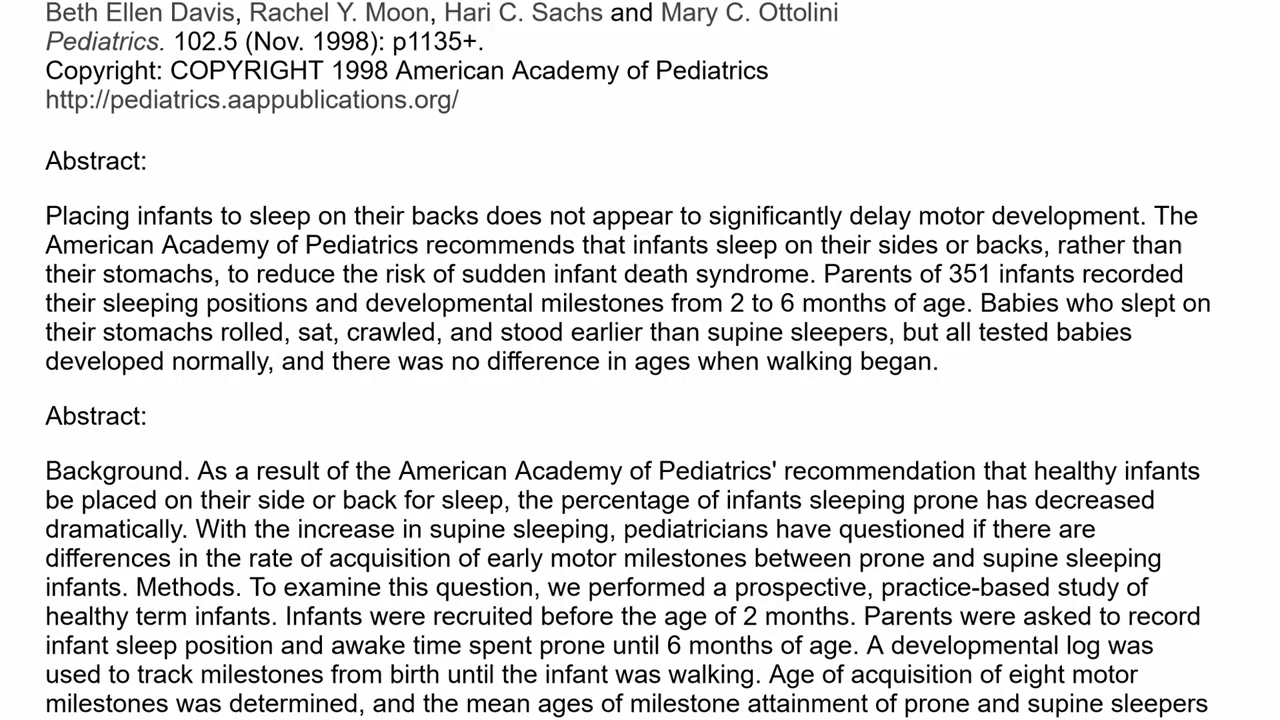 Beth Ellen Davis, Rachel Y. Moon, Hari C. Sachs and Mary C. Ottolini
Pediatrics. 102.5 (Nov. 1998): p1135+.
Copyright: COPYRIGHT 1998 American Academy of Pediatrics
http://pediatrics.aappublications.org/
Abstract:
Placing infants to sleep on their backs does not appear to significantly delay motor development. The
American Academy of Pediatrics recommends that infants sleep on their sides or backs, rather than
their stomachs, to reduce the risk of sudden infant death syndrome. Parents of 351 infants recorded
their sleeping positions and developmental milestones from 2 to 6 months of age. Babies who slept on
their stomachs rolled, sat, crawled, and stood earlier than supine sleepers, but all tested babies
developed normally, and there was no difference in ages when walking began.
Abstract:
Background. As a result of the American Academy of Pediatrics' recommendation that healthy infants
be placed on their side or back for sleep, the percentage of infants sleeping prone has decreased
dramatically. With the increase in supine sleeping, pediatricians have questioned if there are
differences in the rate of acquisition of early motor milestones between prone and supine sleeping
infants. Methods. To examine this question, we performed a prospective, practice-based study of
healthy term infants. Infants were recruited before the age of 2 months. Parents were asked to record
infant sleep position and awake time spent prone until 6 months of age. A developmental log was
used to track milestones from birth until the infant was walking. Age of acquisition of eight motor
milestones was determined, and the mean ages of milestone attainment of prone and supine sleepers